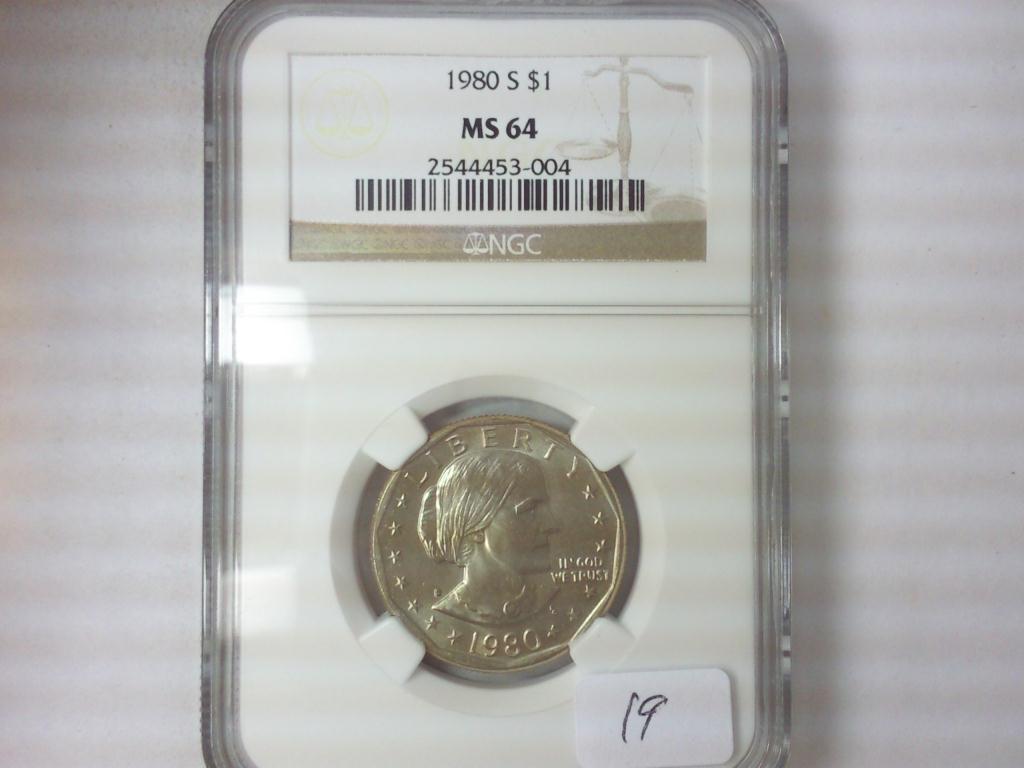 1980 S $1
MS 64
2544453-004
NGC
LIBERTY
IN GOD
WE TRUST
S
1980
19